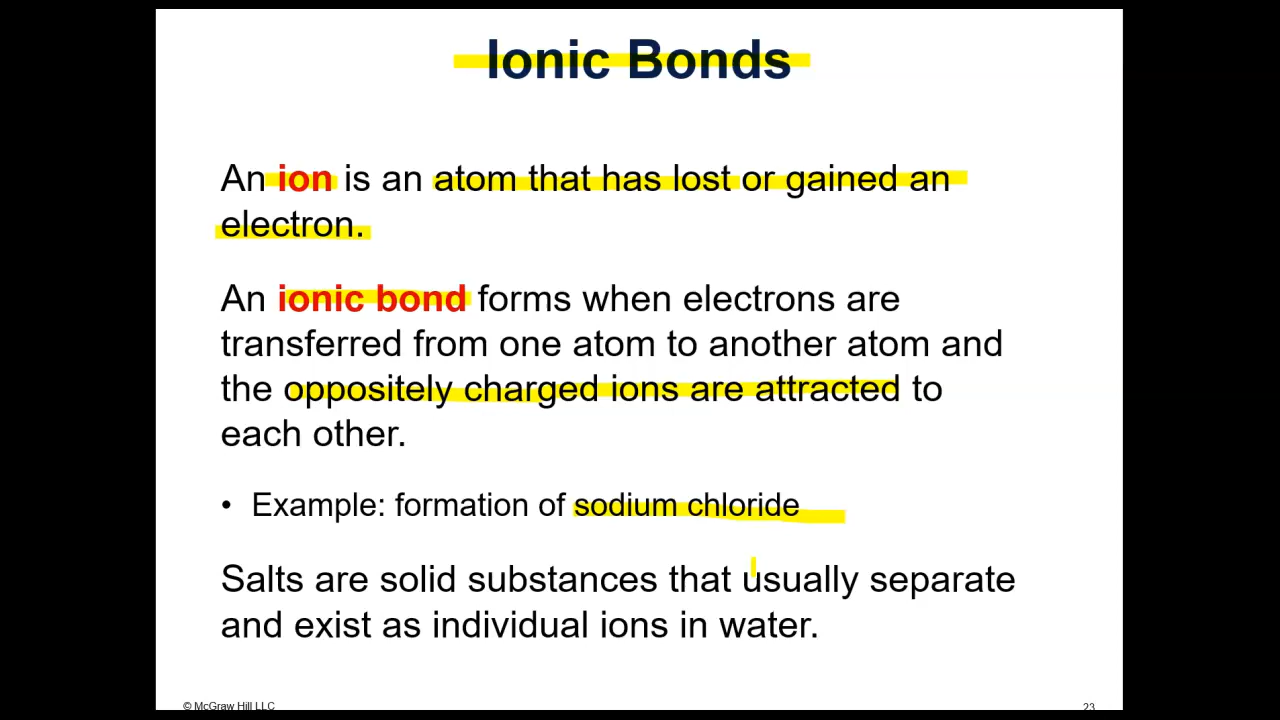 Ionic Bonds
An ion is an atom that has lost or gained an
electron.
An ionic bond forms when electrons are
transferred from one atom to another atom and
the oppositely charged ions are attracted to
each other.
• Example: formation of sodium chloride
Salts are solid substances that usually separate
and exist as individual ions in water.
© McGraw Hill LLC
23